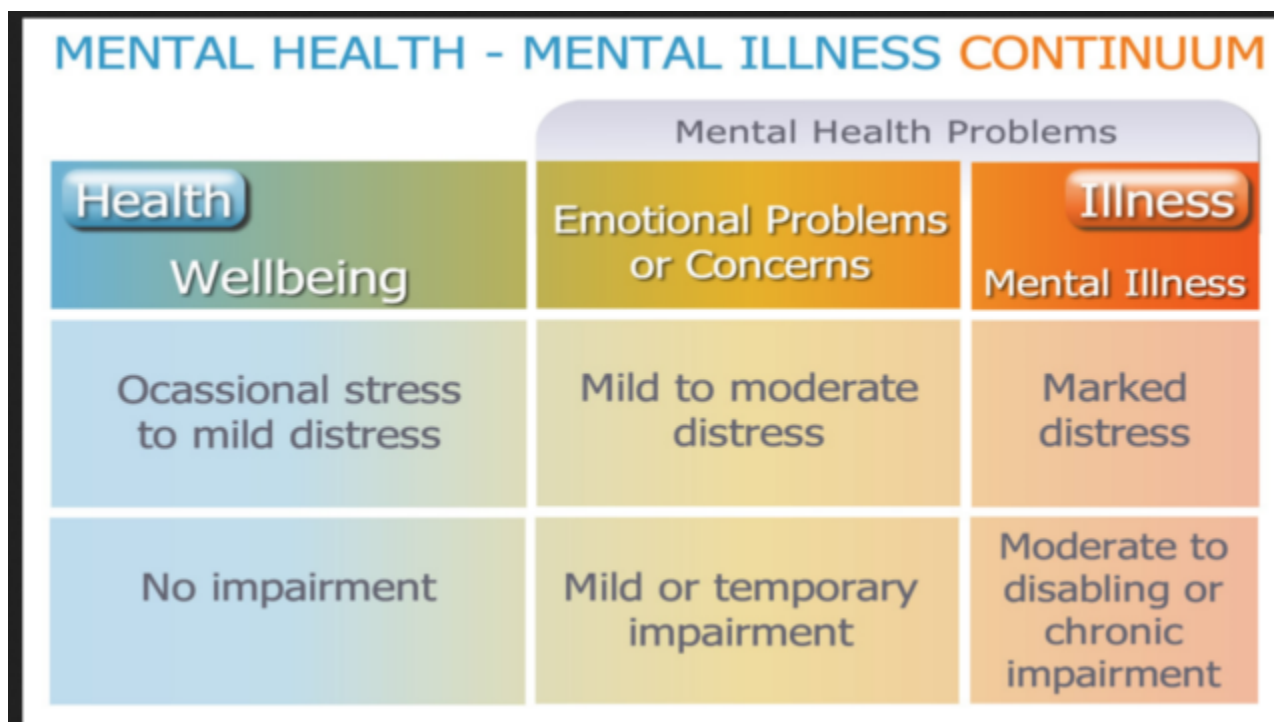 MENTAL HEALTH - MENTAL ILLNESS CONTINUUM
Mental Health Problems
Health
Wellbeing
Emotional Problems
or Concerns
Illness
Mental Illness
Ocassional stress
to mild distress
Mild to moderate
distress
Marked
distress
No impairment
Mild or temporary
impairment
Moderate to
disabling or
chronic
impairment